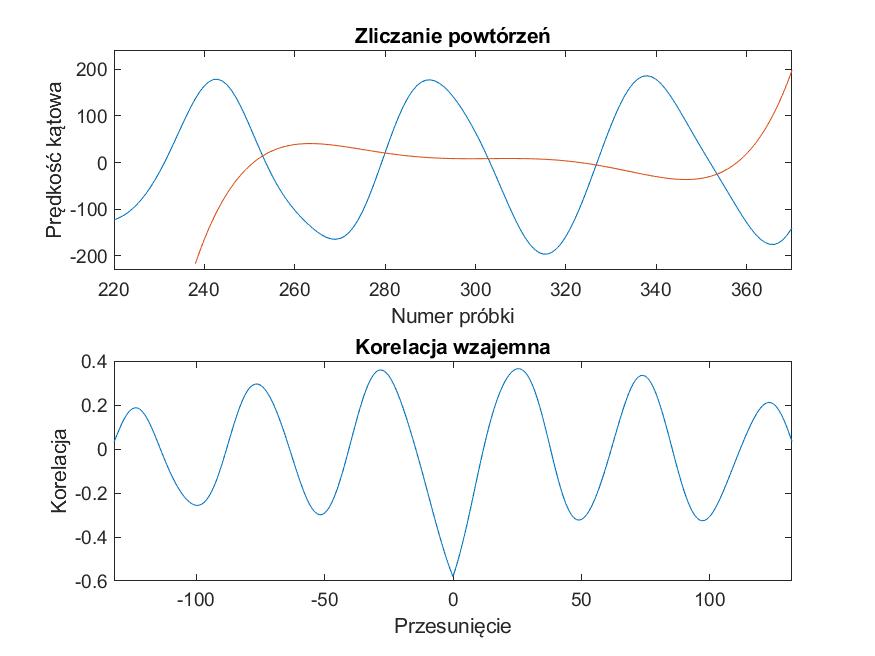 Zliczanie powtórzeń
Prędkość kątowa
200
100
0
-100
-200
220 240 260 280 300 320 340 360
Numer próbki
Korelacja wzajemna
Korelacja
0.4
0.2
0
-0.2
-0.4
-0.6
-100 -50 0 50 100
Przesunięcie